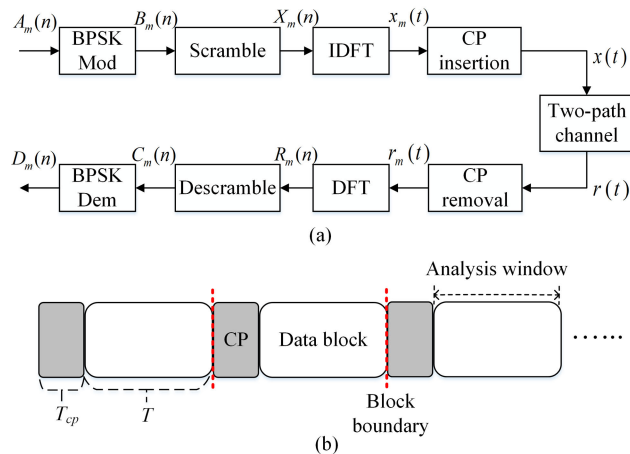 A_m(n) B_m(n) X_m(n) x_m(t)
BPSK Mod
Scramble
IDFT
CP insertion
x(t)
Two-path channel
D_m(n) C_m(n) R_m(n) r_m(t)
BPSK Dem
Descramble
DFT
CP removal
r(t)
(a)
Analysis window
CP
Data block
......
T_cp
T
Block boundary
(b)